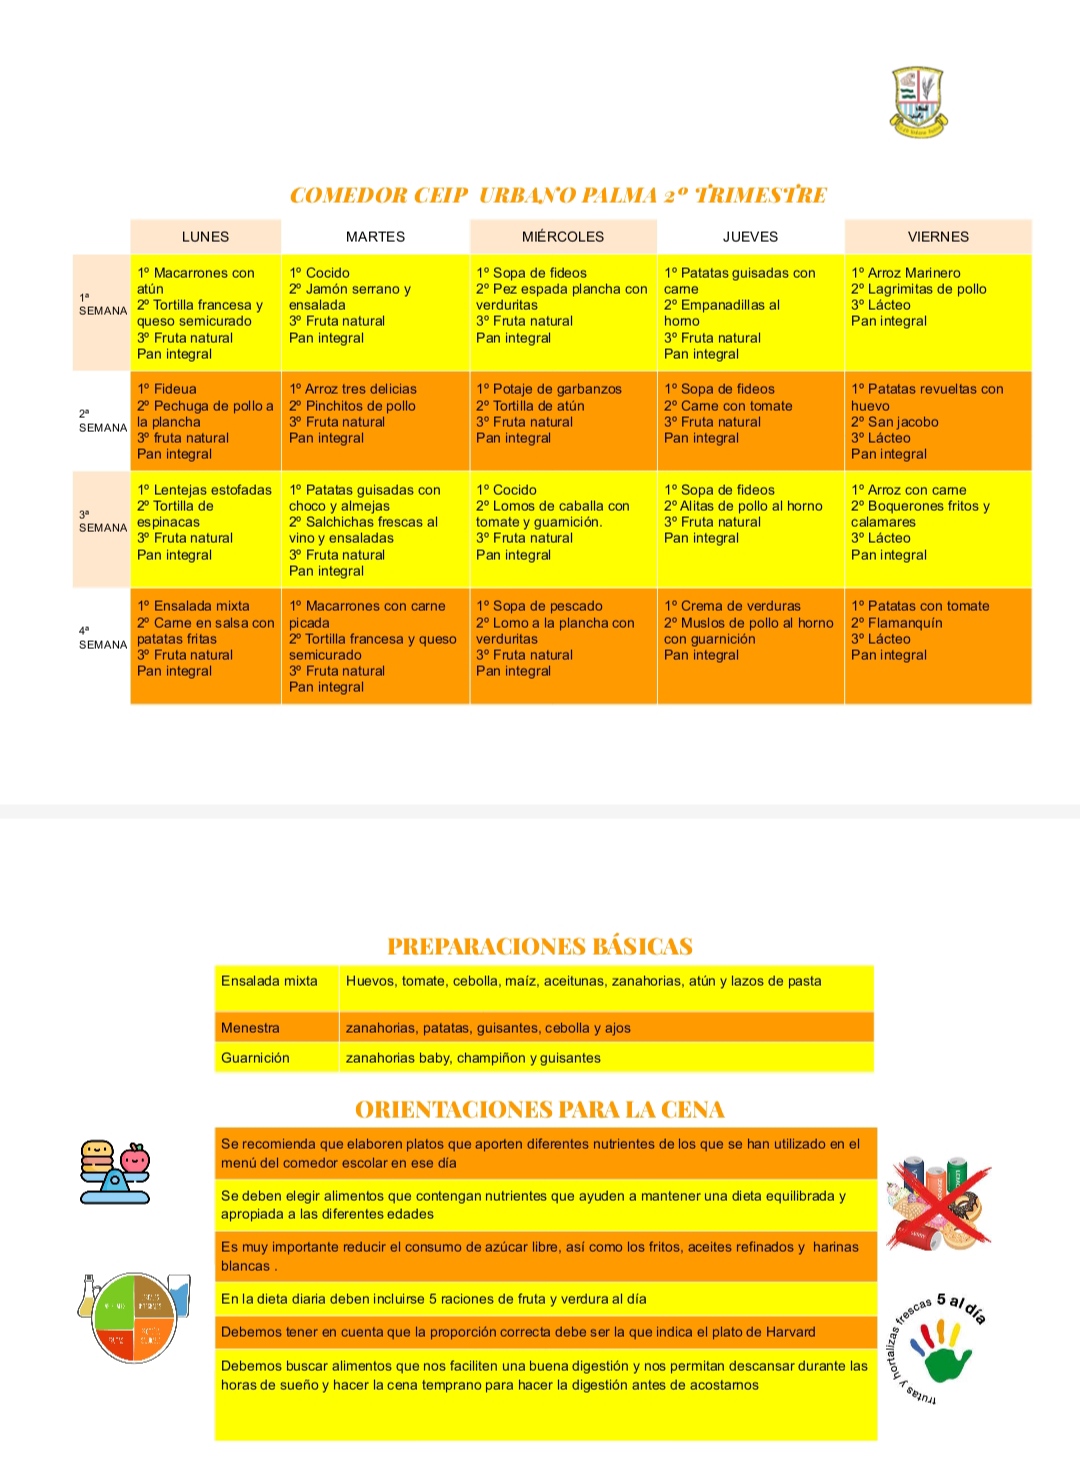 COMEDOR CEIP URBANO PALMA 2º TRIMESTRE
LUNES
MARTES
MIÉRCOLES
JUEVES
VIERNES
1ª
SEMANA
1º Macarrones con
atún
2º Tortilla francesa y
queso semicurado
3º Fruta natural
Pan integral
1º Cocido
2º Jamón serrano y
ensalada
3º Fruta natural
Pan integral
1º Sopa de fideos
2º Pez espada plancha con
verduritas
3º Fruta natural
Pan integral
1º Patatas guisadas con
carne
2º Empanadillas al
horno
3º Fruta natural
Pan integral
1º Arroz Marinero
2º Lagrimitas de pollo
3º Lácteo
Pan integral
2ª
SEMANA
1º Fideua
2º Pechuga de pollo a
la plancha
3º fruta natural
Pan integral
1º Arroz tres delicias
2º Pinchitos de pollo
3º Fruta natural
Pan integral
1º Potaje de garbanzos
2º Tortilla de atún
3º Fruta natural
Pan integral
1º Sopa de fideos
2º Carne con tomate
3º Fruta natural
Pan integral
1º Patatas revueltas con
huevo
2º San jacobo
3º Lácteo
Pan integral
3ª
SEMANA
1º Lentejas estofadas
2º Tortilla de
espinacas
3º Fruta natural
Pan integral
1º Patatas guisadas con
choco y almejas
2º Salchichas frescas al
vino y ensaladas
3º Fruta natural
Pan integral
1º Cocido
2º Lomos de caballa con
tomate y guarnición.
3º Fruta natural
Pan integral
1º Sopa de fideos
2º Alitas de pollo al horno
3º Fruta natural
Pan integral
1º Arroz con carne
2º Boquerones fritos y
calamares
3º Lácteo
Pan integral
4ª
SEMANA
1º Ensalada mixta
2º Carne en salsa con
patatas fritas
3º Fruta natural
Pan integral
1º Macarrones con carne
picada
2º Tortilla francesa y queso
semicurado
3º Fruta natural
Pan integral
1º Sopa de pescado
2º Lomo a la plancha con
verduritas
3º Fruta natural
Pan integral
1º Crema de verduras
2º Muslos de pollo al horno
con guarnición
Pan integral
1º Patatas con tomate
2º Flamanquín
3º Lácteo
Pan integral
PREPARACIONES BÁSICAS
Ensalada mixta
Huevos, tomate, cebolla, maíz, aceitunas, zanahorias, atún y lazos de pasta
Menestra
zanahorias, patatas, guisantes, cebolla y ajos
Guarnición
zanahorias baby, champiñon y guisantes
ORIENTACIONES PARA LA CENA
Se recomienda que elaboren platos que aporten diferentes nutrientes de los que se han utilizado en el
menú del comedor escolar en ese día
Se deben elegir alimentos que contengan nutrientes que ayuden a mantener una dieta equilibrada y
apropiada a las diferentes edades
Es muy importante reducir el consumo de azúcar libre, así como los fritos, aceites refinados y harinas
blancas .
En la dieta diaria deben incluirse 5 raciones de fruta y verdura al día
Debemos tener en cuenta que la proporción correcta debe ser la que indica el plato de Harvard
Debemos buscar alimentos que nos faciliten una buena digestión y nos permitan descansar durante las
horas de sueño y hacer la cena temprano para hacer la digestión antes de acostarnos
5 al día
frutas y hortalizas frescas